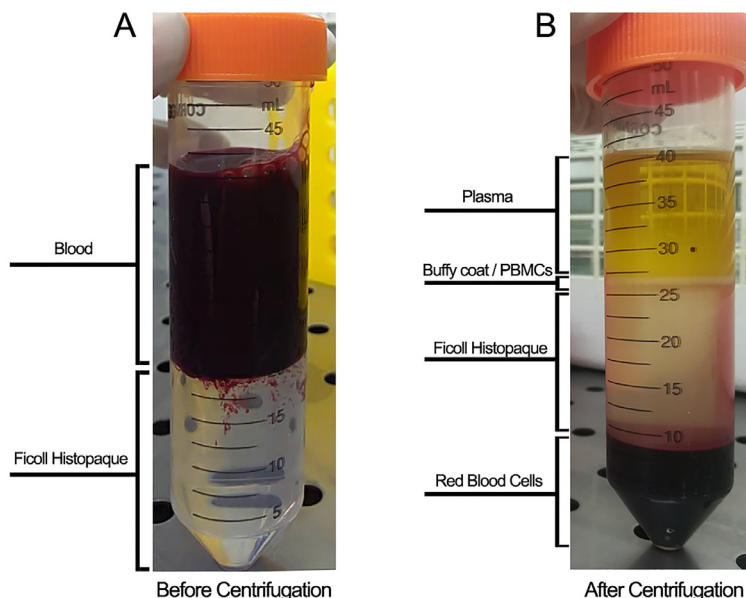 A
B
mL
45
15
10
5
50
45
40
35
30
25
20
15
10
Blood
Ficoll Histopaque
Plasma
Buffy coat / PBMCs
Ficoll Histopaque
Red Blood Cells
Before Centrifugation
After Centrifugation